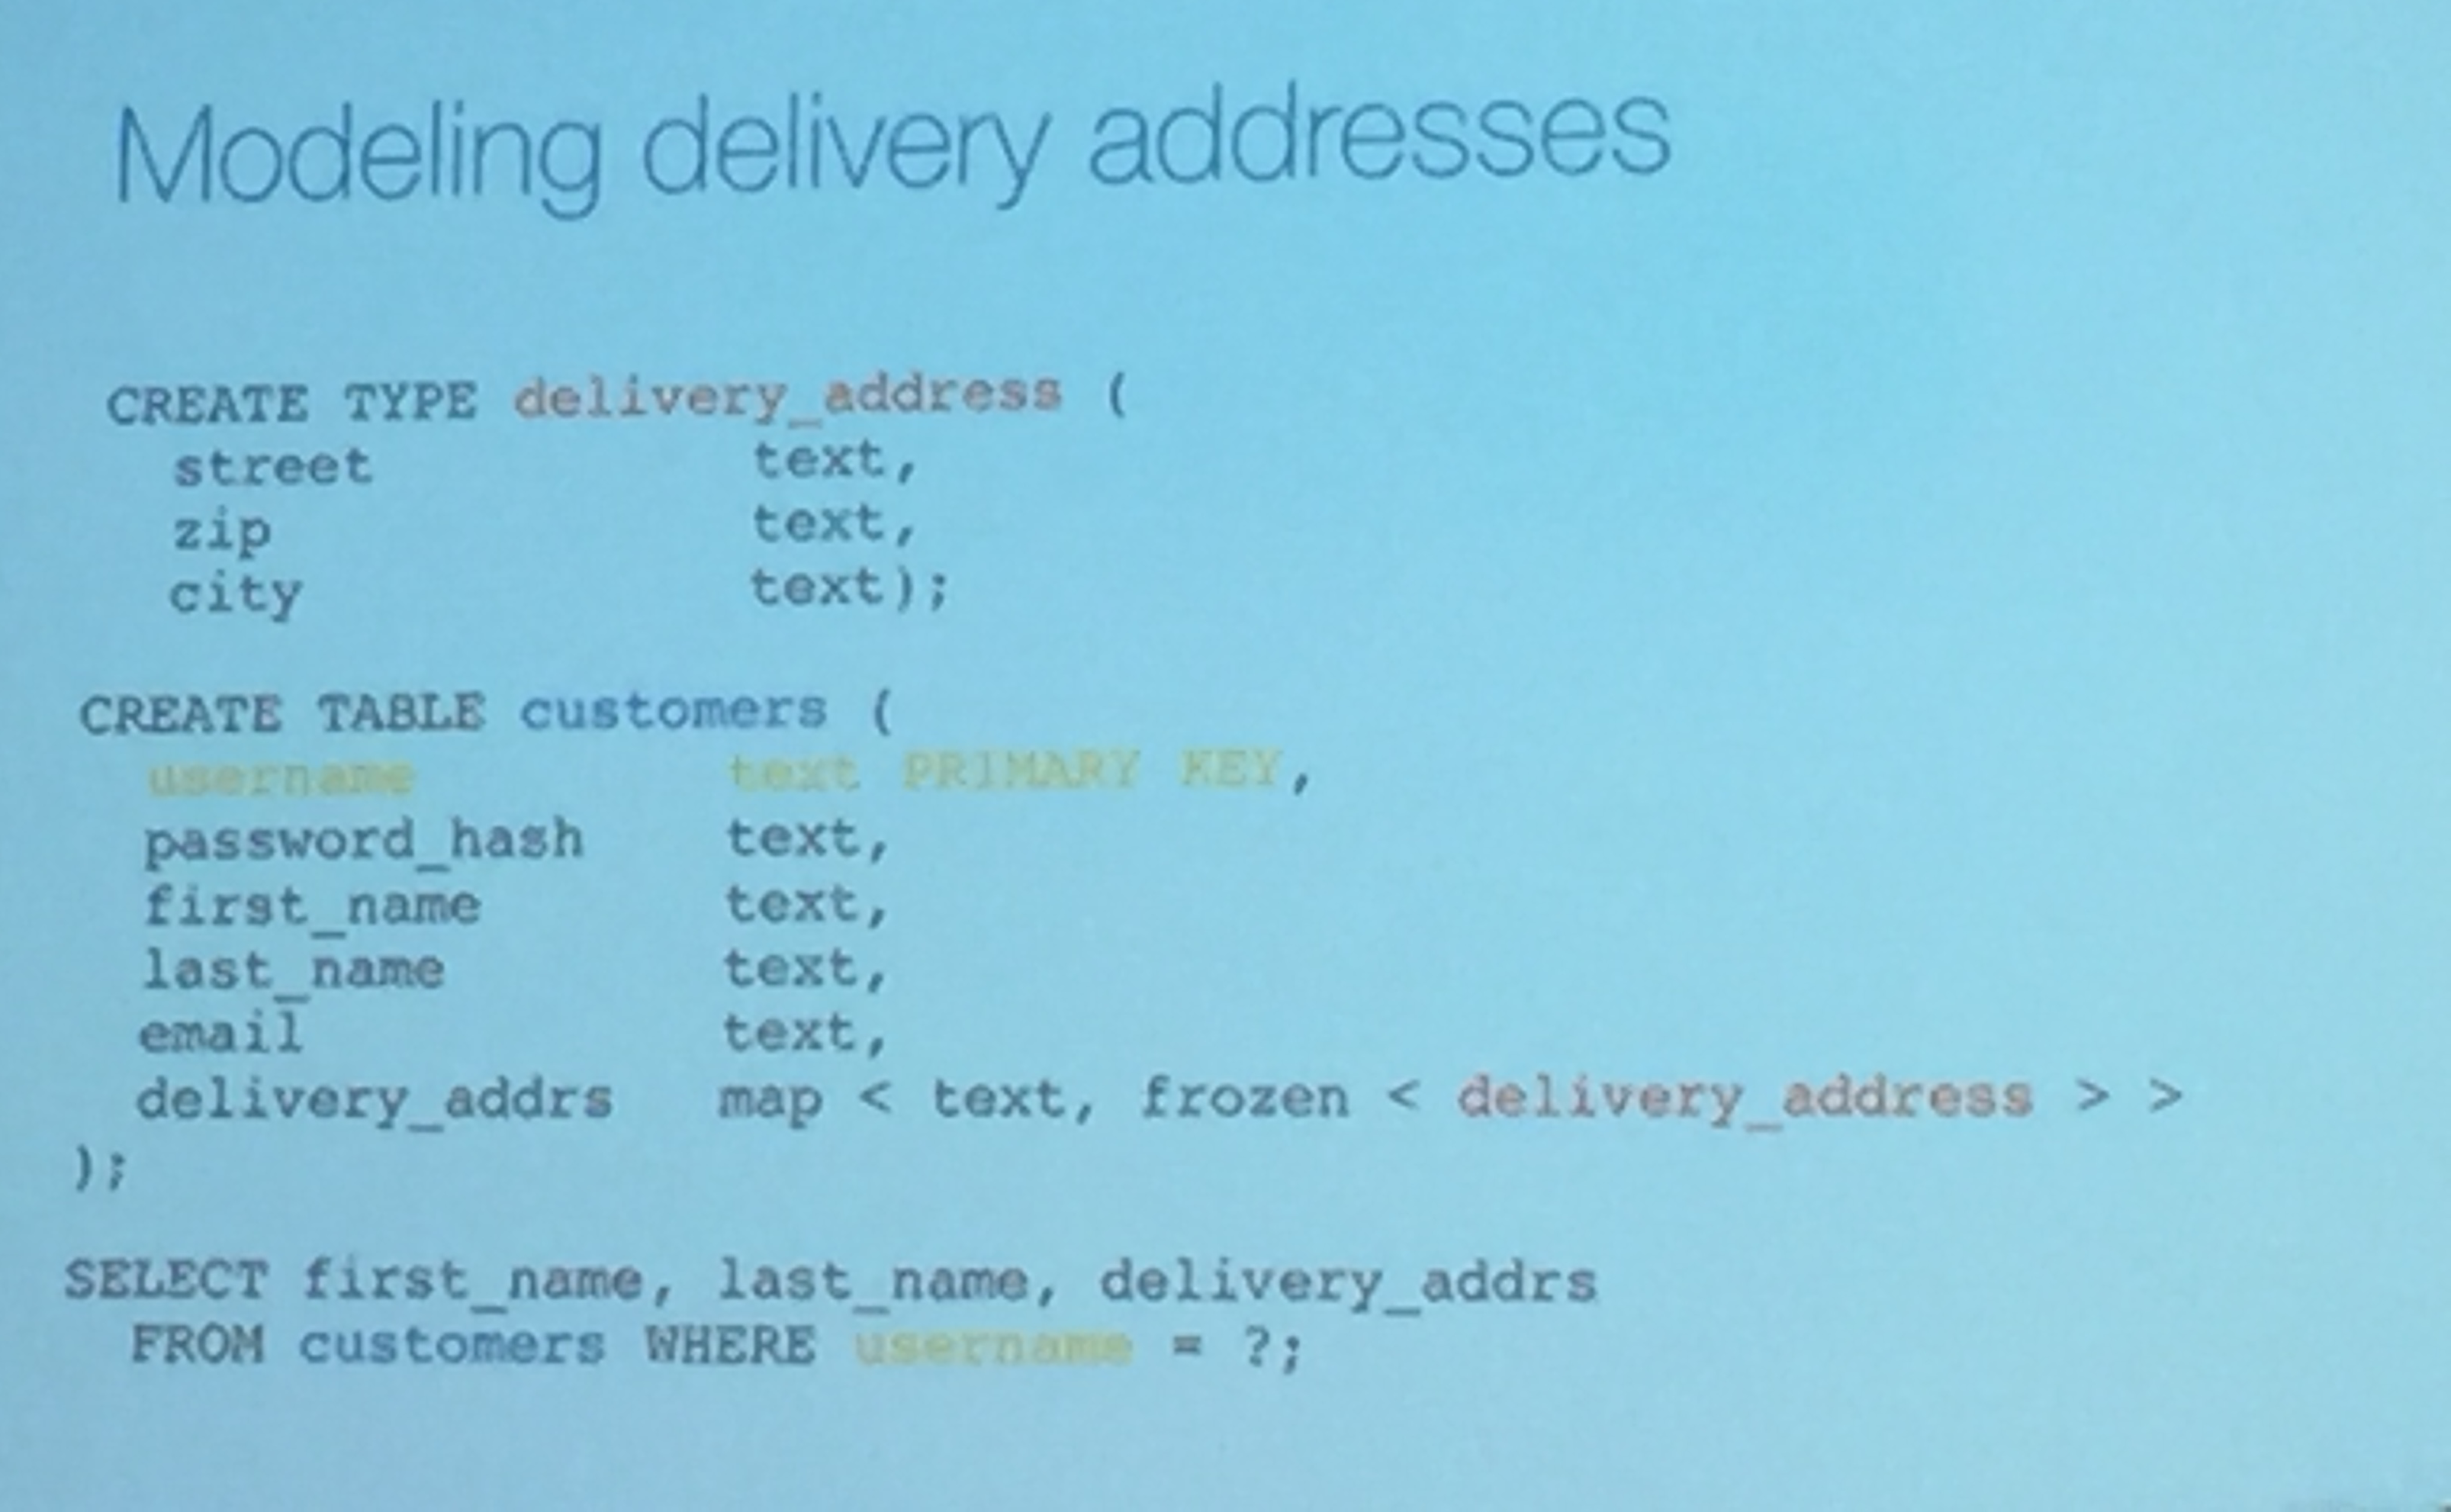 Modeling delivery addresses
CREATE TYPE delivery_address (
street text,
zip text,
city text);
CREATE TABLE customers (
username text PRIMARY KEY,
password_hash text,
first_name text,
last_name text,
email text,
delivery_addrs map < text, frozen < delivery_address > >
);
SELECT first_name, last_name, delivery_addrs
FROM customers WHERE username = ?;